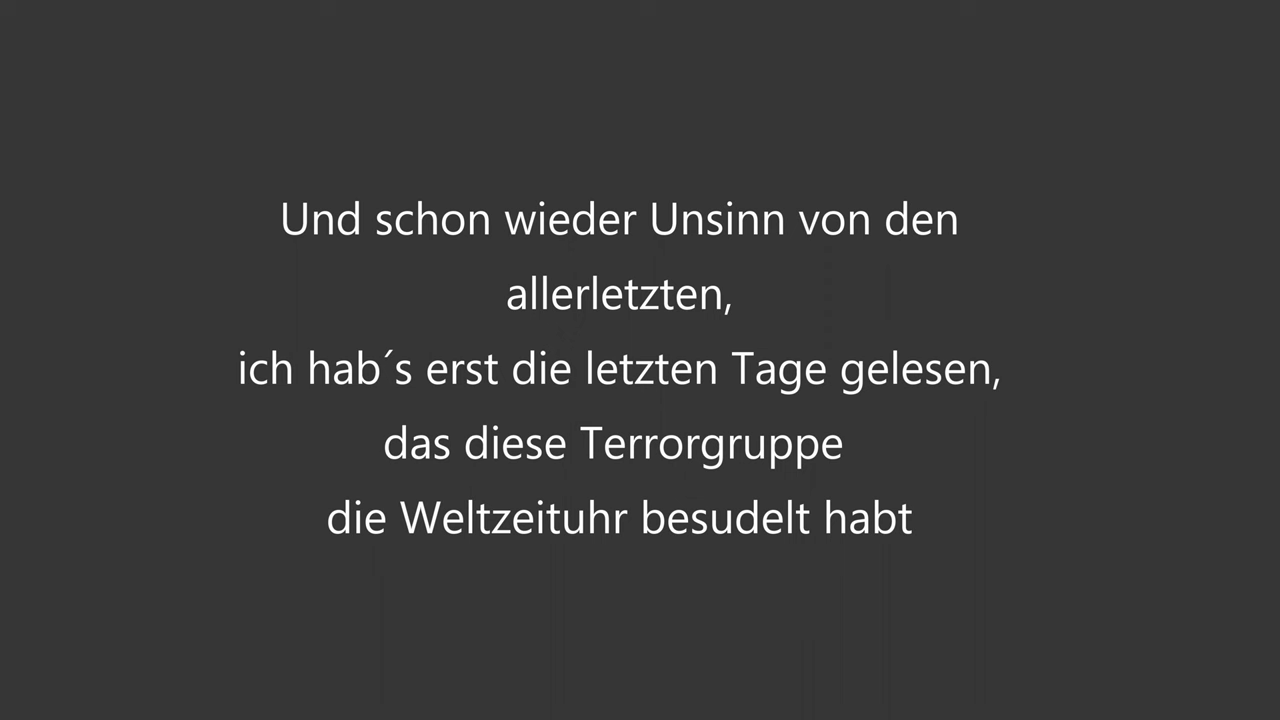 Und schon wieder Unsinn von den
allerletzten,
ich hab´s erst die letzten Tage gelesen,
das diese Terrorgruppe
die Weltzeituhr besudelt habt